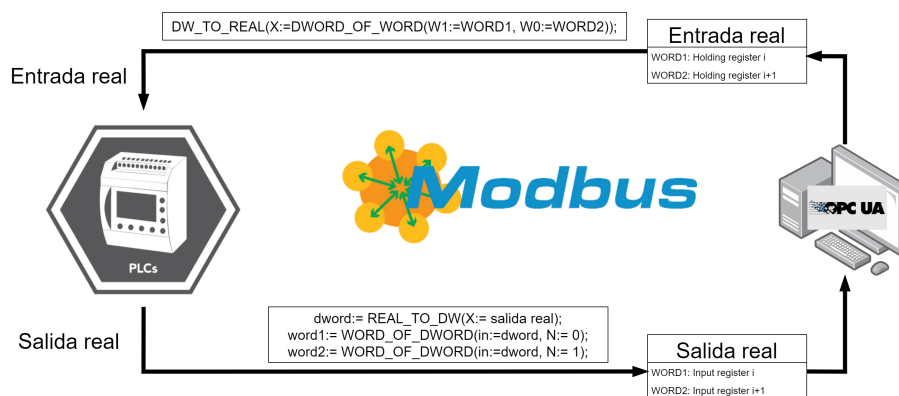 DW_TO_REAL(X:=DWORD_OF_WORD(W1:=WORD1, W0:=WORD2));
Entrada real
WORD1: Holding register i
WORD2: Holding register i+1
Entrada real
Modbus
OPC UA
PLCs
Salida real
dword:= REAL_TO_DW(X:= salida real);
word1:= WORD_OF_DWORD(in:=dword, N:= 0);
word2:= WORD_OF_DWORD(in:=dword, N:= 1);
Salida real
WORD1: Input register i
WORD2: Input register i+1